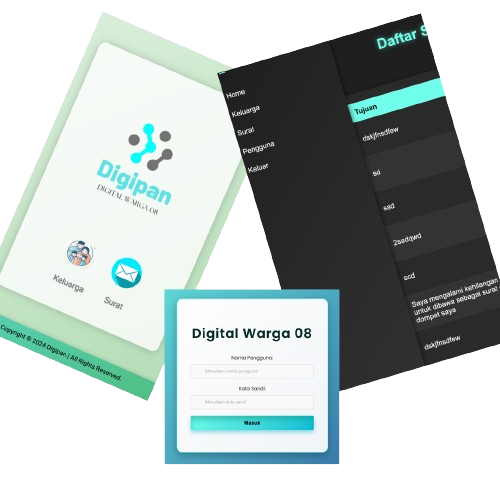 Digipan
DIGITAL WARGA 08
Keluarga
Surat
Copyright © 2024 Digipan | All Rights Reserved.
Home
Keluarga
Surat
Pengguna
Keluar
Daftar S
Tujuan
dskjfnsdfew
sd
sad
2sadqwd
scd
Saya mengalami kehilangan
untuk dibawa sebagai surat
dompet saya
dskjfnsdfew
Digital Warga 08
Nama Pengguna:
Masukkan nama pengguna
Kata Sandi:
Masukkan kata sandi
Masuk